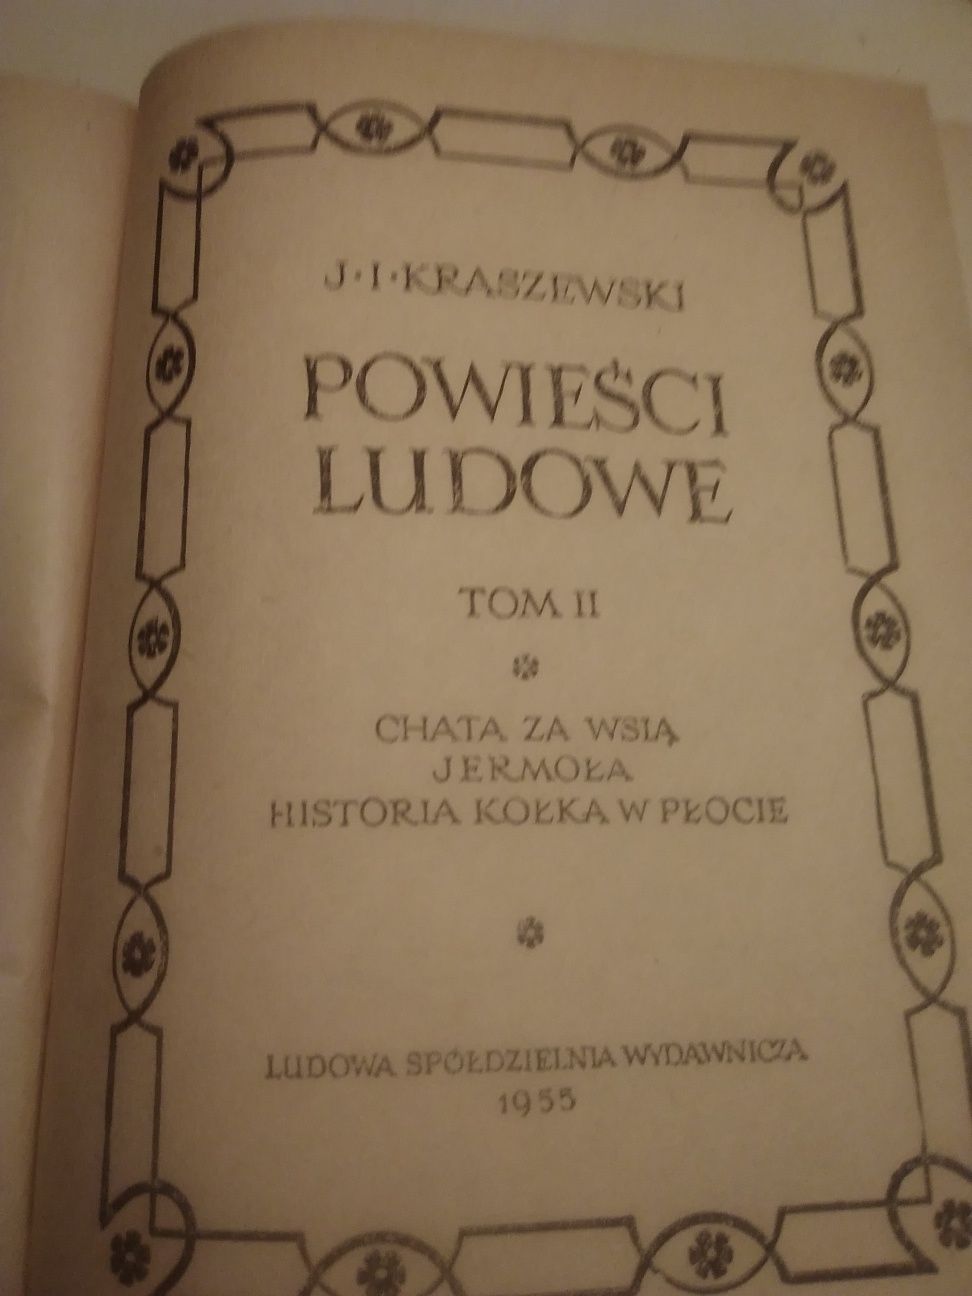 J·I·KRASZEWSKI
POWIEŚCI
LUDOWE
TOM II
CHATA ZA WSIĄ
JERMOŁA
HISTORIA KOŁKA W PŁOCIE
LUDOWA SPÓŁDZIELNIA WYDAWNICZA
1955